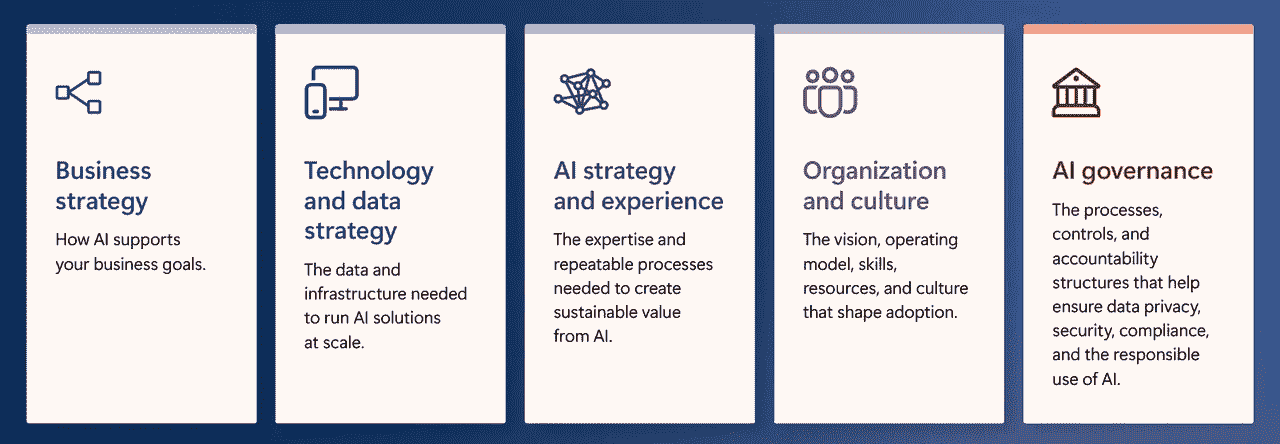 Business
strategy
How AI supports
your business goals.
Technology
and data
strategy
The data and
infrastructure needed
to run AI solutions
at scale.
AI strategy
and experience
The expertise and
repeatable processes
needed to create
sustainable value
from AI.
Organization
and culture
The vision, operating
model, skills,
resources, and culture
that shape adoption.
AI governance
The processes,
controls, and
accountability
structures that help
ensure data privacy,
security, compliance,
and the responsible
use of AI.